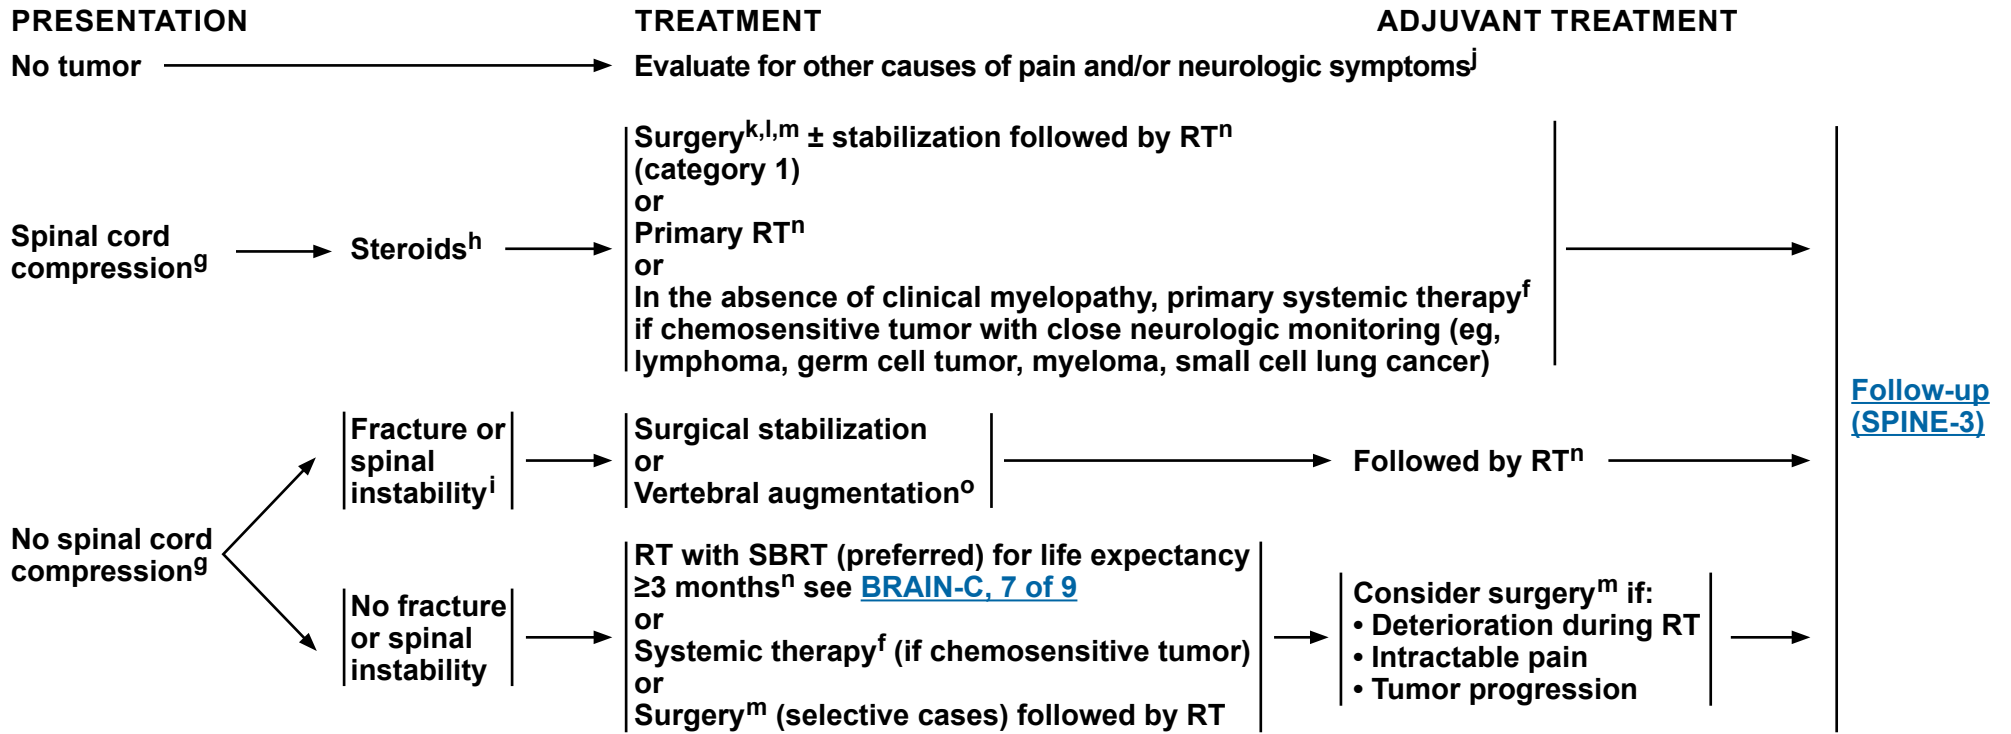 PRESENTATION
TREATMENT
ADJUVANT TREATMENT
No tumor
Evaluate for other causes of pain and/or neurologic symptomsj
Spinal cord
compressiong
Steroidsh
Surgeryk,l,m ± stabilization followed by RTn
(category 1)
or
Primary RTn
or
In the absence of clinical myelopathy, primary systemic therapyf
if chemosensitive tumor with close neurologic monitoring (eg,
lymphoma, germ cell tumor, myeloma, small cell lung cancer)
No spinal cord
compressiong
Fracture or
spinal
instabilityi
Surgical stabilization
or
Vertebral augmentationo
Followed by RTn
No fracture
or spinal
instability
RT with SBRT (preferred) for life expectancy
≥3 monthsn see BRAIN-C, 7 of 9
or
Systemic therapyf (if chemosensitive tumor)
or
Surgerym (selective cases) followed by RT
Consider surgerym if:
• Deterioration during RT
• Intractable pain
• Tumor progression
Follow-up
(SPINE-3)